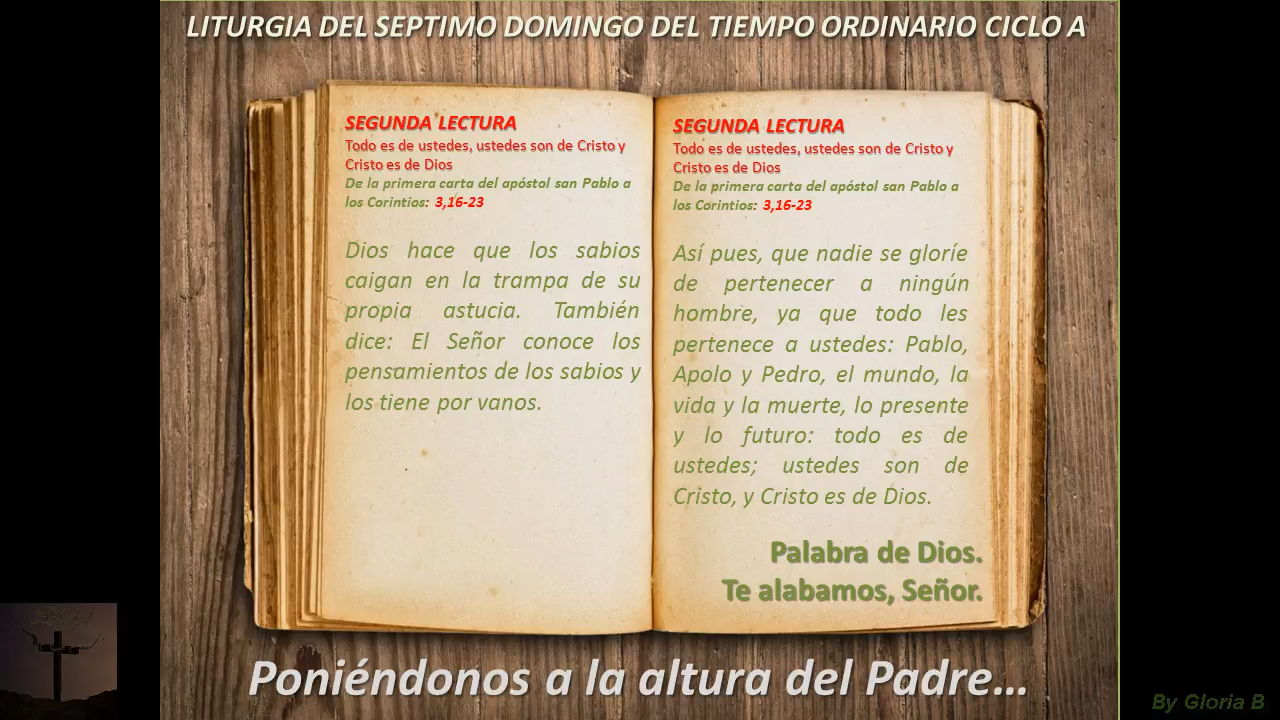 LITURGIA DEL SEPTIMO DOMINGO DEL TIEMPO ORDINARIO CICLO A
SEGUNDA LECTURA
Todo es de ustedes, ustedes son de Cristo y
Cristo es de Dios
De la primera carta del apóstol san Pablo a
los Corintios: 3,16-23
Dios hace que los sabios
caigan en la trampa de su
propia astucia. También
dice: El Señor conoce los
pensamientos de los sabios y
los tiene por vanos.
SEGUNDA LECTURA
Todo es de ustedes, ustedes son de Cristo y
Cristo es de Dios
De la primera carta del apóstol san Pablo a
los Corintios: 3,16-23
Así pues, que nadie se gloríe
de pertenecer a ningún
hombre, ya que todo les
pertenece a ustedes: Pablo,
Apolo y Pedro, el mundo, la
vida y la muerte, lo presente
y lo futuro: todo es de
ustedes; ustedes son de
Cristo, y Cristo es de Dios.
Palabra de Dios.
Te alabamos, Señor.
Poniéndonos a la altura del Padre...
By Gloria B